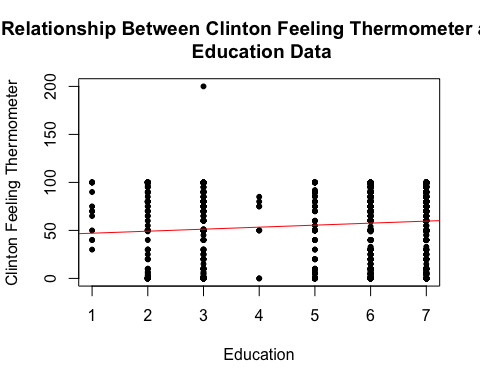 Relationship Between Clinton Feeling Thermometer
Education Data
Clinton Feeling Thermometer
200
150
100
50
0
1 2 3 4 5 6 7
Education